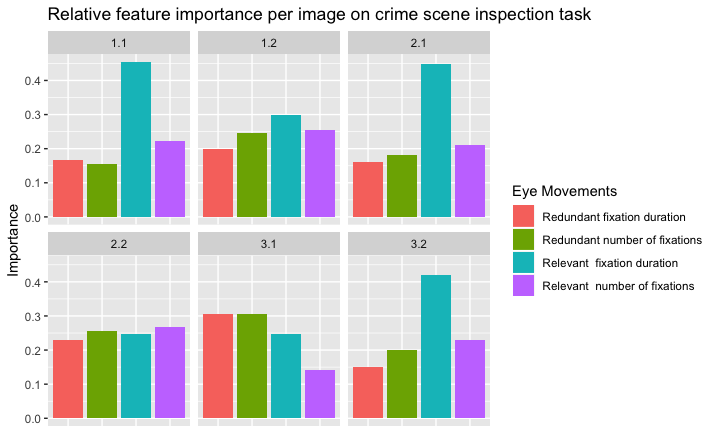 Relative feature importance per image on crime scene inspection task
1.1
1.2
2.1
0.4
0.3
0.2
0.1
0.0
2.2
3.1
3.2
0.4
0.3
0.2
0.1
0.0
Importance
Eye Movements
Redundant fixation duration
Redundant number of fixations
Relevant  fixation duration
Relevant  number of fixations